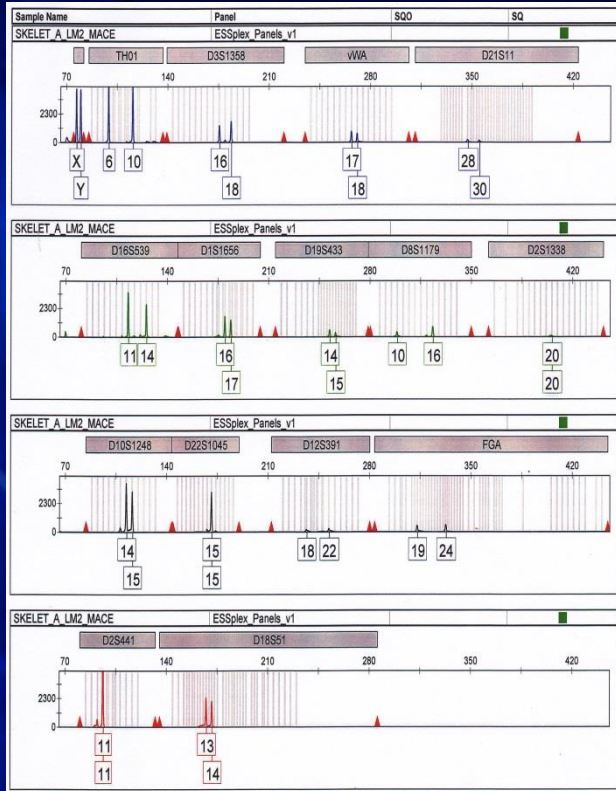 Sample Name Panel SQO SQ
SKELET_A_LM2_MACE ESSplex_Panels_v1
TH01 D3S1358 vWA D21S11
70 140 210 280 350 420
2300
0
X 6 10 16 17 28
Y 18 18 30
SKELET_A_LM2_MACE ESSplex_Panels_v1
D16S539 D1S1656 D19S433 D8S1179 D2S1338
70 140 210 280 350 420
2300
0
11 14 16 14 10 16 20
17 15 20
SKELET_A_LM2_MACE ESSplex_Panels_v1
D10S1248 D22S1045 D12S391 FGA
70 140 210 280 350 420
2300
0
14 15 18 22 19 24
15 15
SKELET_A_LM2_MACE ESSplex_Panels_v1
D2S441 D18S51
70 140 210 280 350 420
2300
0
11 13
11 14